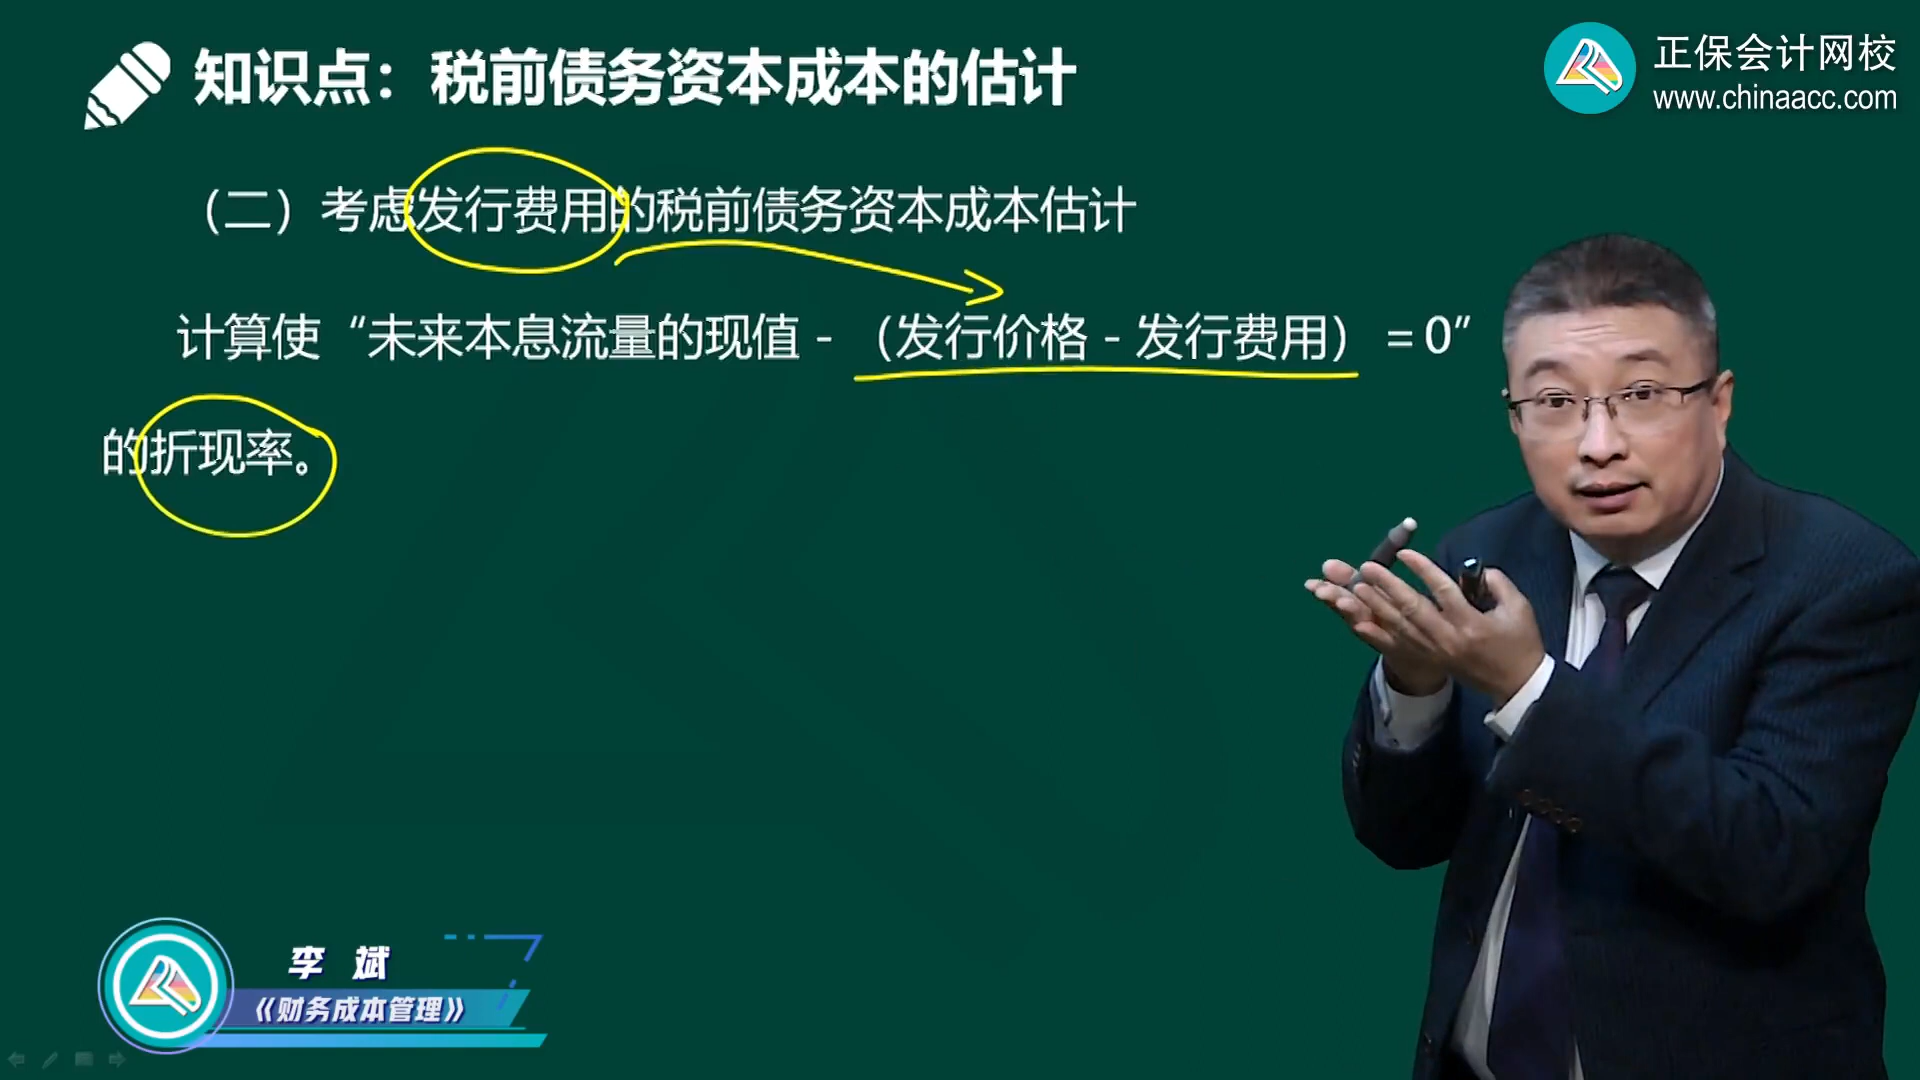 知识点：税前债务资本成本的估计
正保会计网校
www.chinaacc.com
（二）考虑发行费用的税前债务资本成本估计
计算使“未来本息流量的现值-（发行价格-发行费用）=0”
的折现率。
李 斌
《财务成本管理》